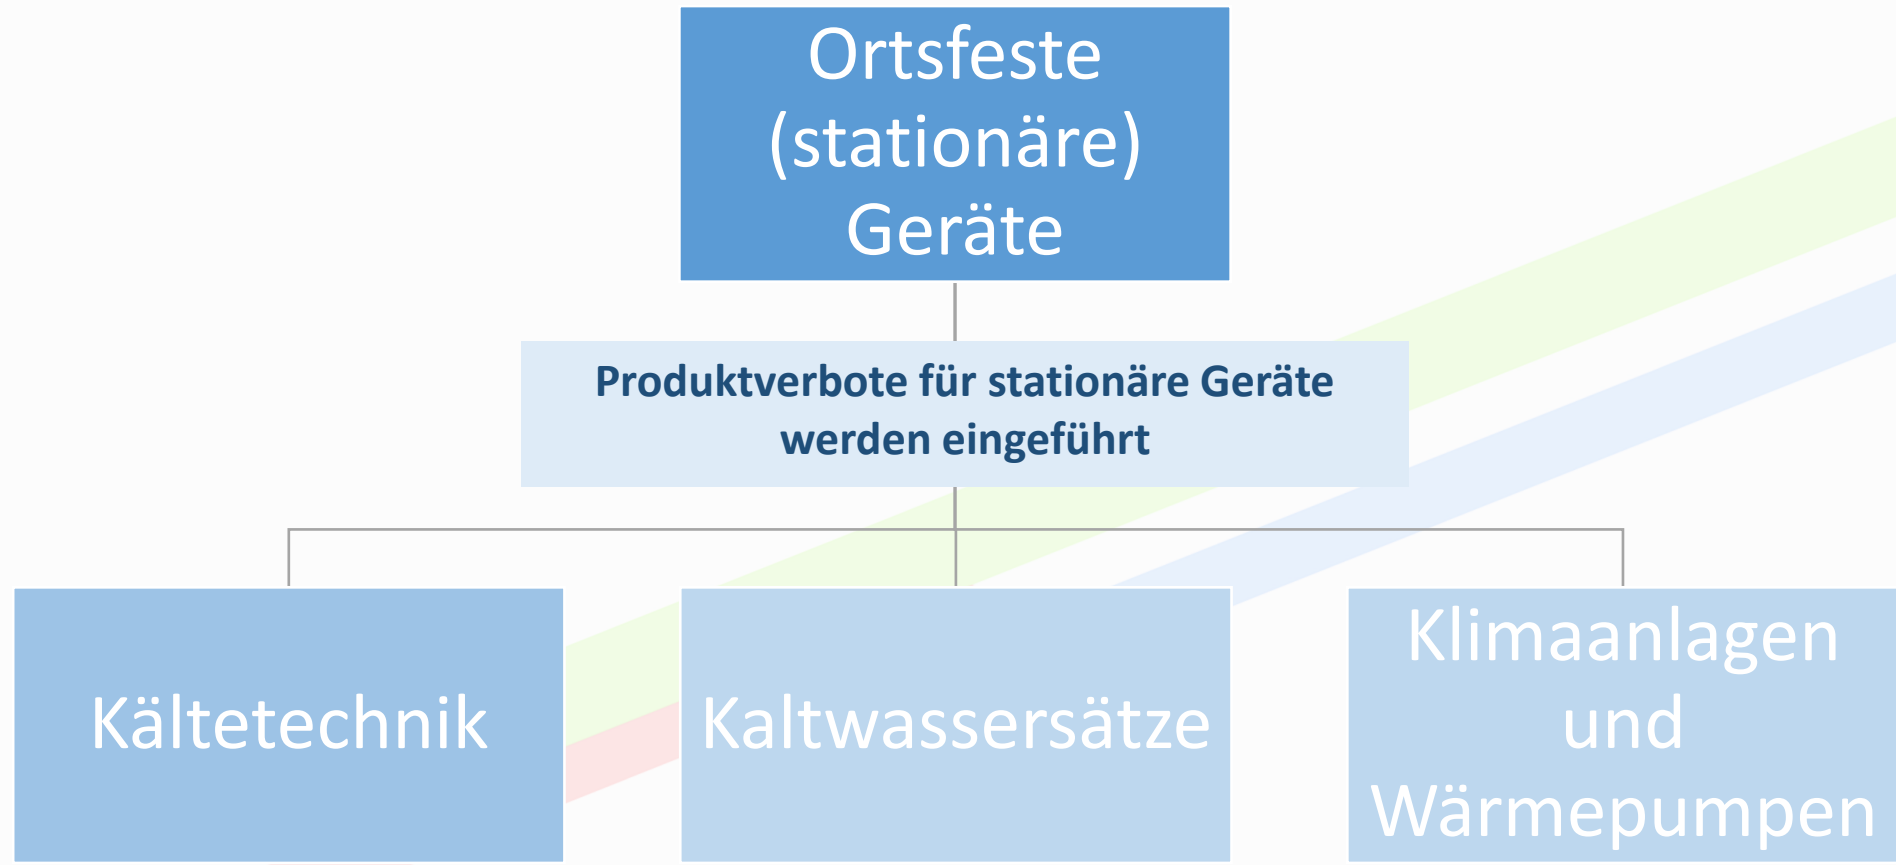 Ortsfeste
(stationäre)
Geräte
Produktverbote für stationäre Geräte
werden eingeführt
Kältetechnik
Kaltwassersätze
Klimaanlagen
und
Wärmepumpen